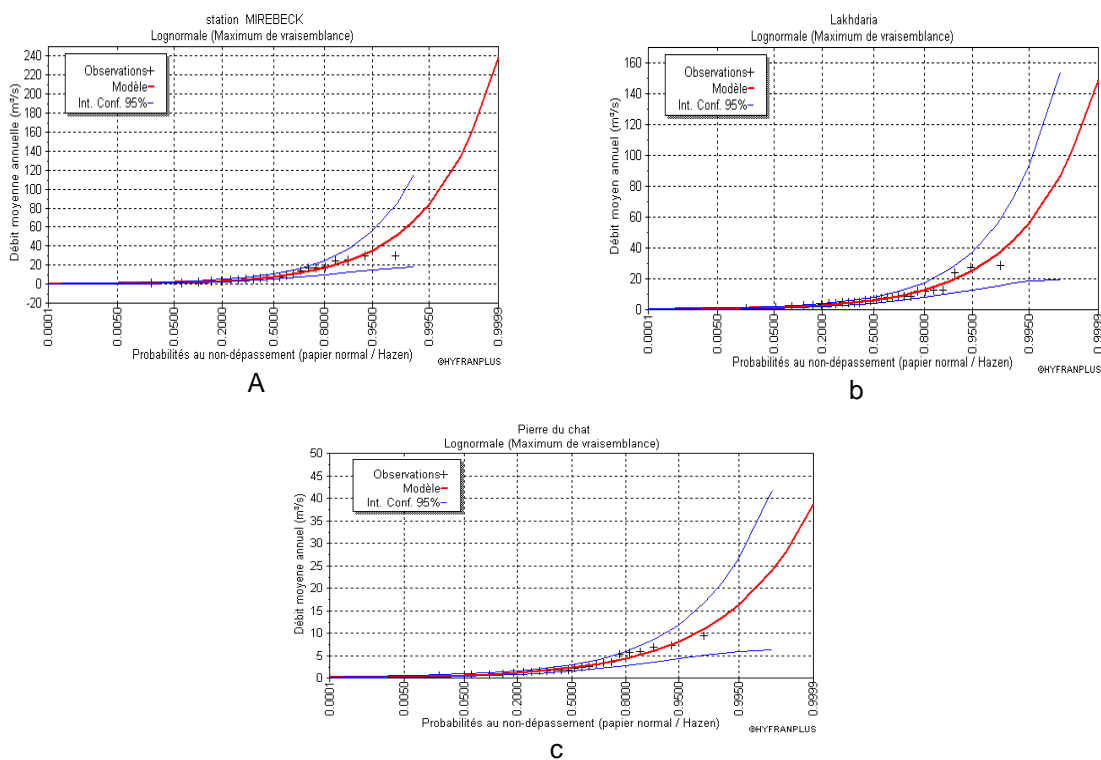 station MIREBECK
Lognormale (Maximum de vraisemblance)
Débit moyenne annuelle (m³/s)
240
220
200
180
160
140
120
100
80
60
40
20
0
-20
Observations+
Modèle-
Int. Conf. 95%-
0.0001
0.0050
0.0500
0.2000
0.5000
0.8000
0.9500
0.9950
0.99999
Probabilités au non-dépassement (papier normal / Hazen)
©HYFRANPLUS
A
Lakhdaria
Lognormale (Maximum de vraisemblance)
Débit moyen annuel (m³/s)
160
140
120
100
80
60
40
20
0
Observations+
Modèle-
Int. Conf. 95%-
0.0001
0.0050
0.0500
0.2000
0.5000
0.8000
0.9500
0.9950
0.9999
Probabilités au non-dépassement (papier normal / Hazen)
©HYFRANPLUS
b
Pierre du chat
Lognormale (Maximum de vraisemblance)
Débit moyene annuel (m³/s)
50
45
40
35
30
25
20
15
10
5
0
Observations+
Modèle-
Int. Conf. 95%-
0.0001
0.0050
0.0500
0.2000
0.5000
0.8000
0.9500
0.9950
0.9999
Probabilités au non-dépassement (papier normal / Hazen)
©HYFRANPLUS
c